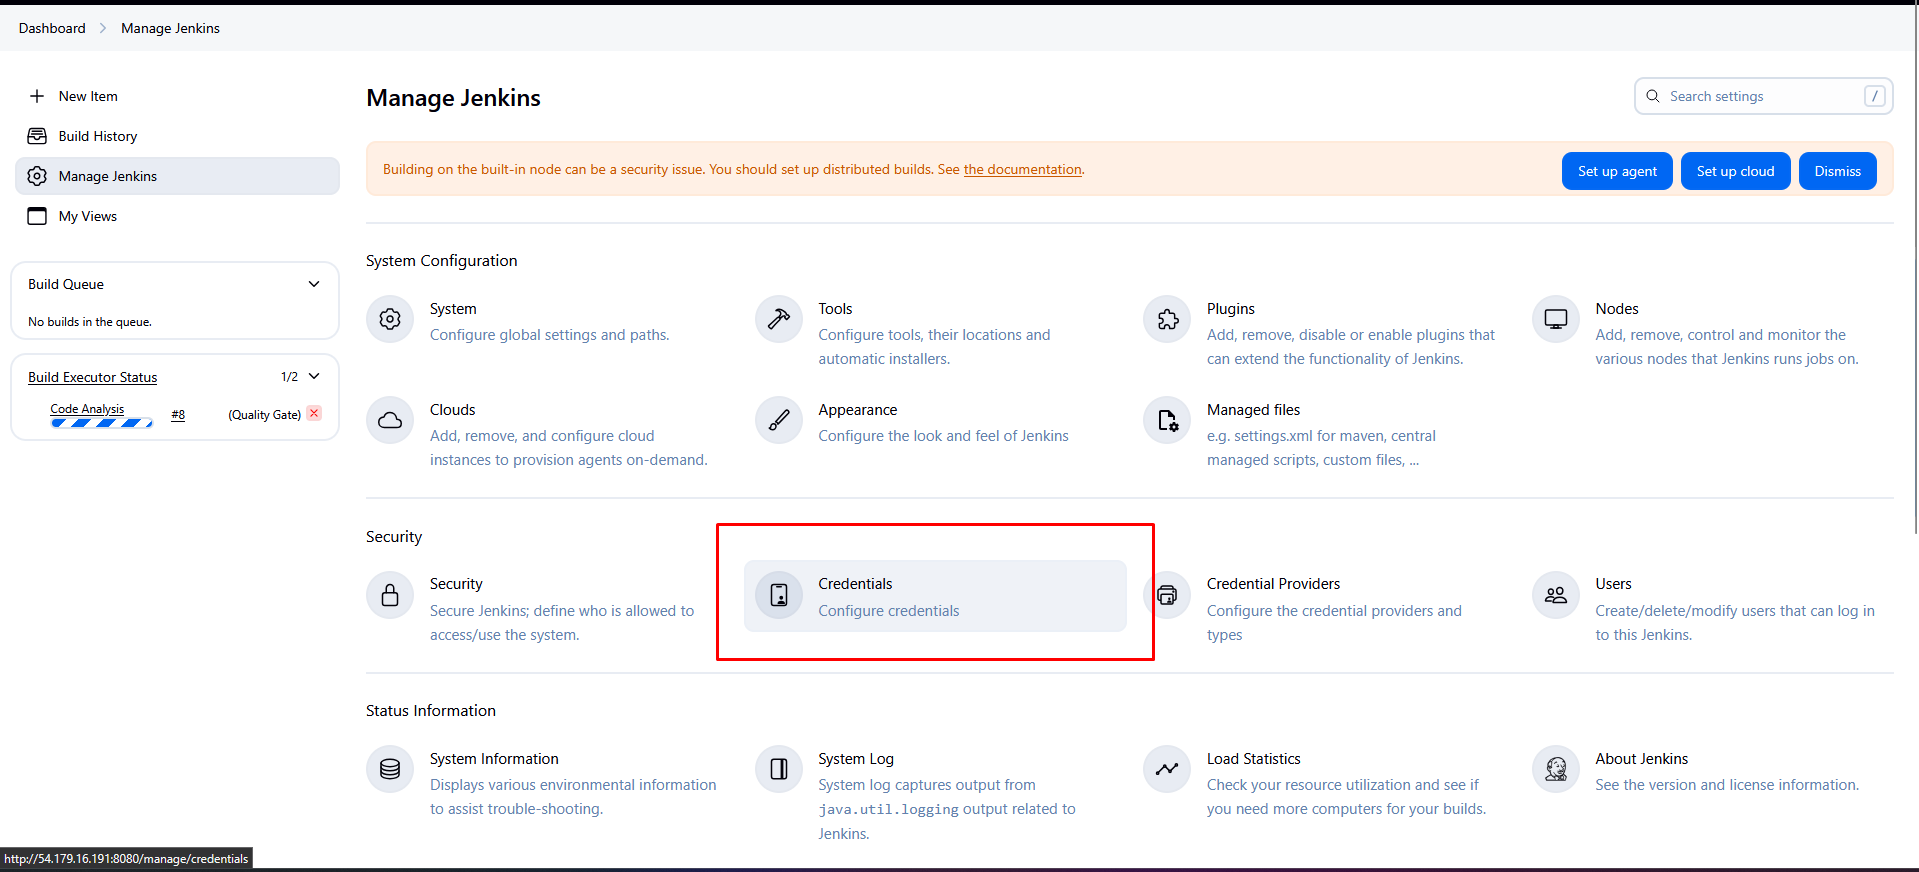 Dashboard > Manage Jenkins
New Item
Build History
Manage Jenkins
My Views
Build Queue
No builds in the queue.
Build Executor Status 1/2
Code Analysis #8 (Quality Gate)
Manage Jenkins
Search settings /
Building on the built-in node can be a security issue. You should set up distributed builds. See the documentation.
Set up agent Set up cloud Dismiss
System Configuration
System
Configure global settings and paths.
Tools
Configure tools, their locations and
automatic installers.
Plugins
Add, remove, disable or enable plugins that
can extend the functionality of Jenkins.
Nodes
Add, remove, control and monitor the
various nodes that Jenkins runs jobs on.
Clouds
Add, remove, and configure cloud
instances to provision agents on-demand.
Appearance
Configure the look and feel of Jenkins
Managed files
e.g. settings.xml for maven, central
managed scripts, custom files, ...
Security
Security
Secure Jenkins; define who is allowed to
access/use the system.
Credentials
Configure credentials
Credential Providers
Configure the credential providers and
types
Users
Create/delete/modify users that can log in
to this Jenkins.
Status Information
System Information
Displays various environmental information
to assist trouble-shooting.
System Log
System log captures output from
java.util.logging output related to
Jenkins.
Load Statistics
Check your resource utilization and see if
you need more computers for your builds.
About Jenkins
See the version and license information.
http://54.179.16.191:8080/manage/credentials